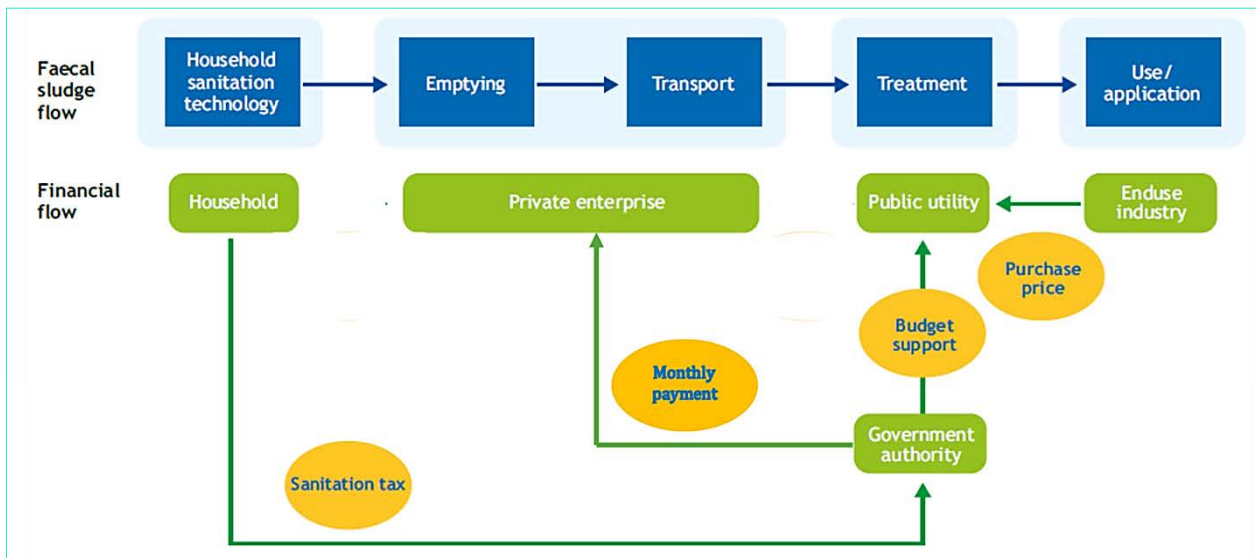 Faecal
sludge
flow
Household
sanitation
technology
Emptying
Transport
Treatment
Use/
application
Financial
flow
Household
Private enterprise
Public utility
Enduse
industry
Purchase
price
Budget
support
Monthly
payment
Government
authority
Sanitation tax